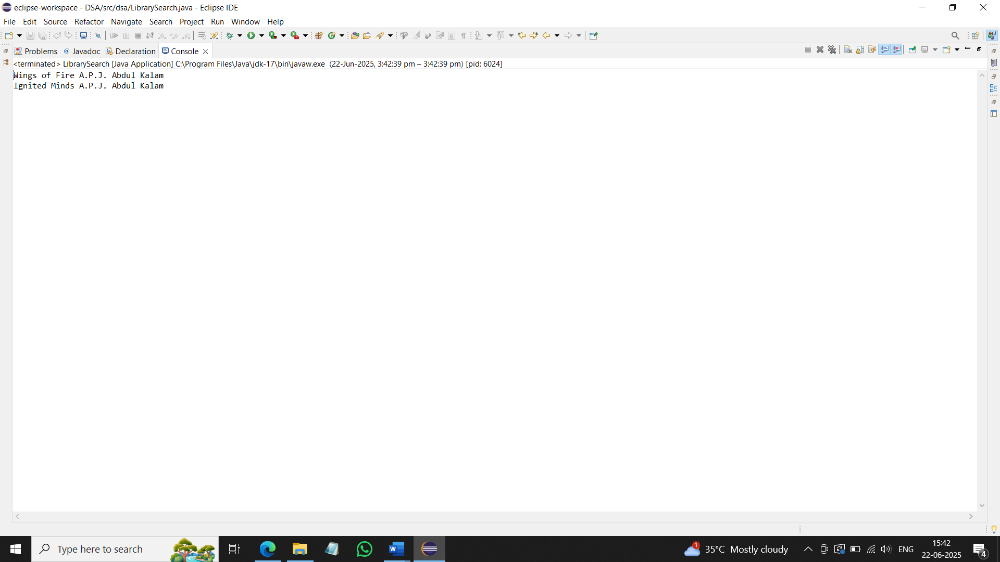 eclipse-workspace - DSA/src/dsa/LibrarySearch.java - Eclipse IDE
File Edit Source Refactor Navigate Search Project Run Window Help
Problems @ Javadoc Declaration Console
<terminated> LibrarySearch [Java Application] C:\Program Files\Java\jdk-17\bin\javaw.exe (22-Jun-2025, 3:42:39 pm – 3:42:39 pm) [pid: 6024]
Wings of Fire A.P.J. Abdul Kalam
Ignited Minds A.P.J. Abdul Kalam
Type here to search
W
1
35°C Mostly cloudy
ENG
15:42
22-06-2025
4